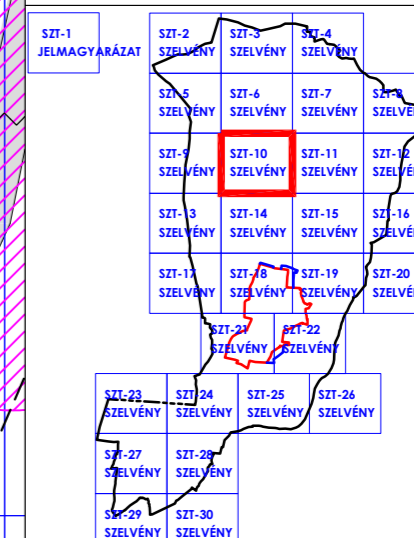 SZT-1
JELMAGYARÁZAT
SZT-2
SZELVÉNY
SZT-3
SZELVÉNY
SZT-4
SZELVÉNY
SZT-5
SZELVÉNY
SZT-6
SZELVÉNY
SZT-7
SZELVÉNY
SZT-8
SZELVÉ
SZT-9
SZELVÉNY
SZT-10
SZELVÉNY
SZT-11
SZELVÉNY
SZT-12
SZELVÉ
SZT-13
SZELVÉNY
SZT-14
SZELVÉNY
SZT-15
SZELVÉNY
SZT-16
SZELVÉ
SZT-17
SZELVÉNY
SZT-18
SZELVÉNY
SZT-19
SZELVÉNY
SZT-20
SZELVÉ
SZT-21
SZELVÉNY
SZT-22
SZELVÉNY
SZT-23
SZELVÉNY
SZT-24
SZELVÉNY
SZT-25
SZELVÉNY
SZT-26
SZELVÉNY
SZT-27
SZELVÉNY
SZT-28
SZELVÉNY
SZT-29
SZELVÉNY
SZT-30
SZELVÉNY